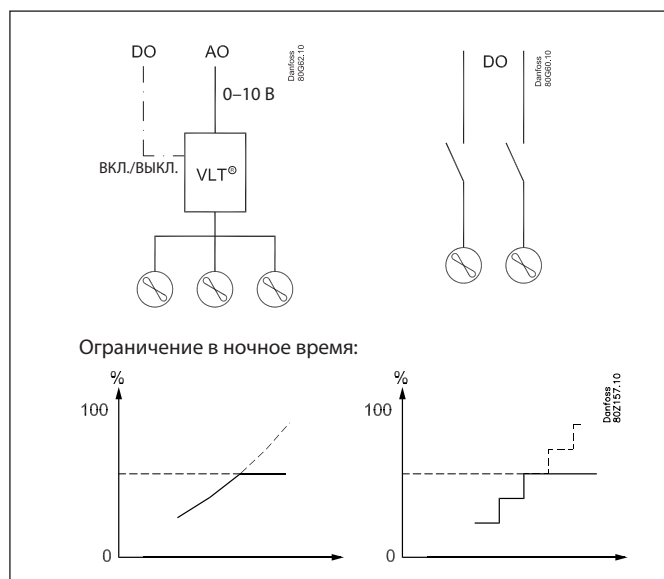 DO
AO
Danfoss
80G62.10
0–10 В
ВКЛ./ВЫКЛ.
VLT®
DO
Danfoss
80G60.10
Ограничение в ночное время:
%
100
0
%
100
0
Danfoss
80Z157.10